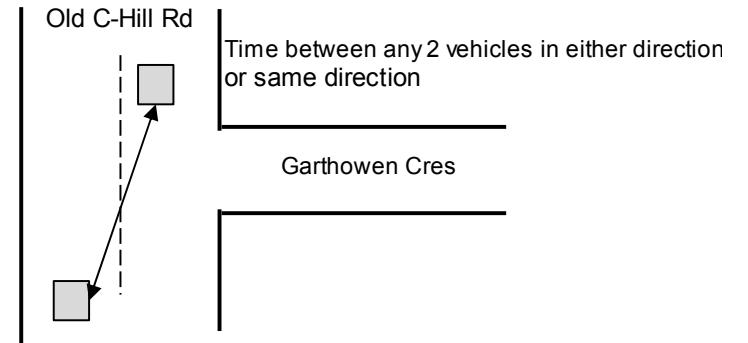 Old C-Hill Rd
Time between any 2 vehicles in either direction
or same direction
Garthowen Cres